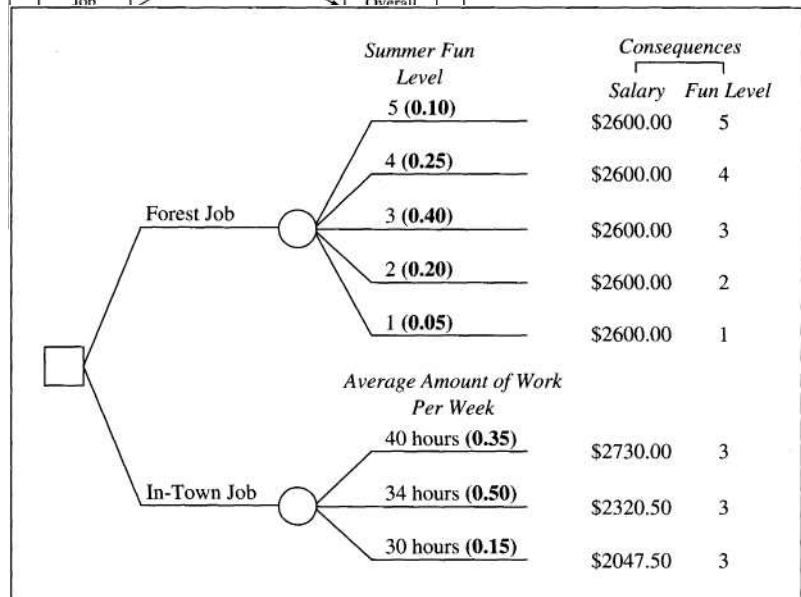 Job
Overall
Summer Fun
Level
Consequences
Salary Fun Level
5 (0.10) $2600.00 5
4 (0.25) $2600.00 4
Forest Job 3 (0.40) $2600.00 3
2 (0.20) $2600.00 2
1 (0.05) $2600.00 1
Average Amount of Work
Per Week
40 hours (0.35) $2730.00 3
In-Town Job 34 hours (0.50) $2320.50 3
30 hours (0.15) $2047.50 3